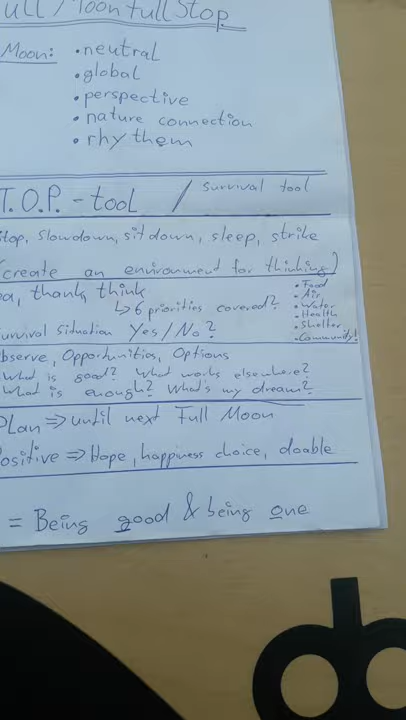 ull / Moon full Stop
Moon: • neutral
• global
• perspective
• nature connection
• rhy them
T.O.P. - tool / survival tool
top, slowdown, sit down, sleep, strike
(create an environment for thinking)
thank, think
↳ 6 priorities covered?
• Food
• Air
• Water
• Health
• Shelter
• Community!
urvival situation Yes / No?
bserve, Opportunities, Options
What is good? What works elsewhere?
What is enough? What's my dream?
PLan => until next Full Moon
ositive => Hope, happiness choice, doable
= Being good & being one